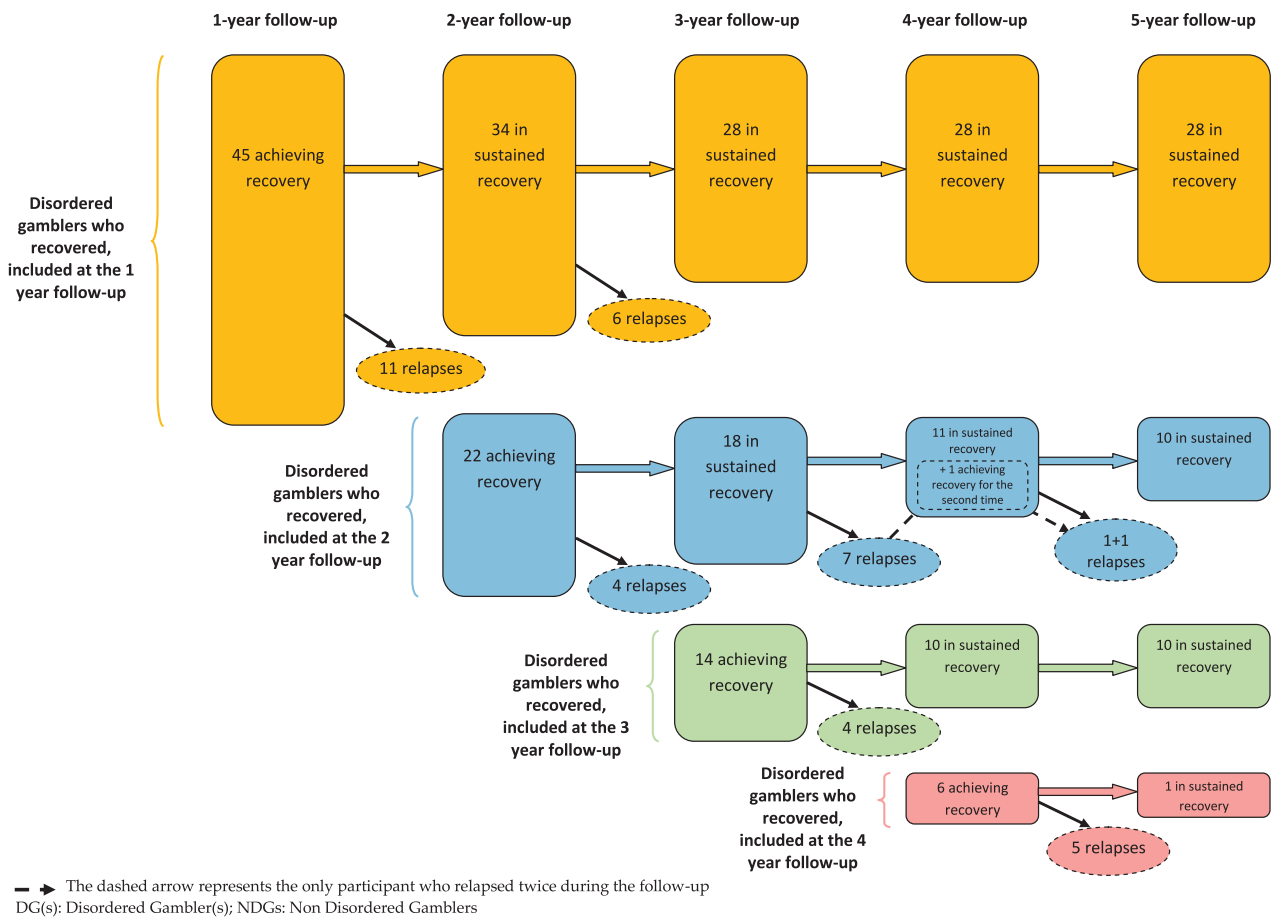 1-year follow-up
2-year follow-up
3-year follow-up
4-year follow-up
5-year follow-up
Disordered
gamblers who
recovered,
included at the 1
year follow-up
45 achieving
recovery
34 in
sustained
recovery
28 in
sustained
recovery
28 in
sustained
recovery
28 in
sustained
recovery
11 relapses
6 relapses
Disordered
gamblers who
recovered,
included at the 2
year follow-up
22 achieving
recovery
18 in
sustained
recovery
11 in sustained
recovery
+ 1 achieving
recovery for the
second time
10 in sustained
recovery
4 relapses
7 relapses
1+1
relapses
Disordered
gamblers who
recovered,
included at the 3
year follow-up
14 achieving
recovery
10 in sustained
recovery
10 in sustained
recovery
4 relapses
Disordered
gamblers who
recovered,
included at the 4
year follow-up
6 achieving
recovery
1 in sustained
recovery
5 relapses
The dashed arrow represents the only participant who relapsed twice during the follow-up
DG(s): Disordered Gambler(s); NDGs: Non Disordered Gamblers